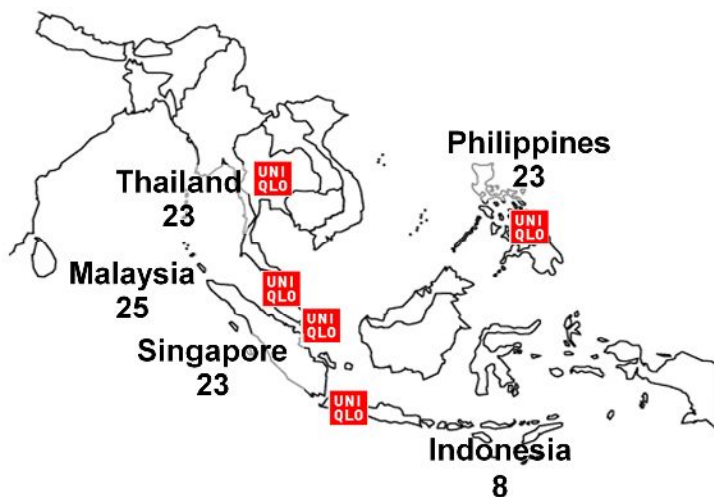 Philippines
23
UNI
QLO
Thailand
23
UNI
QLO
Malaysia
25
UNI
QLO
Singapore
23
UNI
QLO
Indonesia
8
UNI
QLO